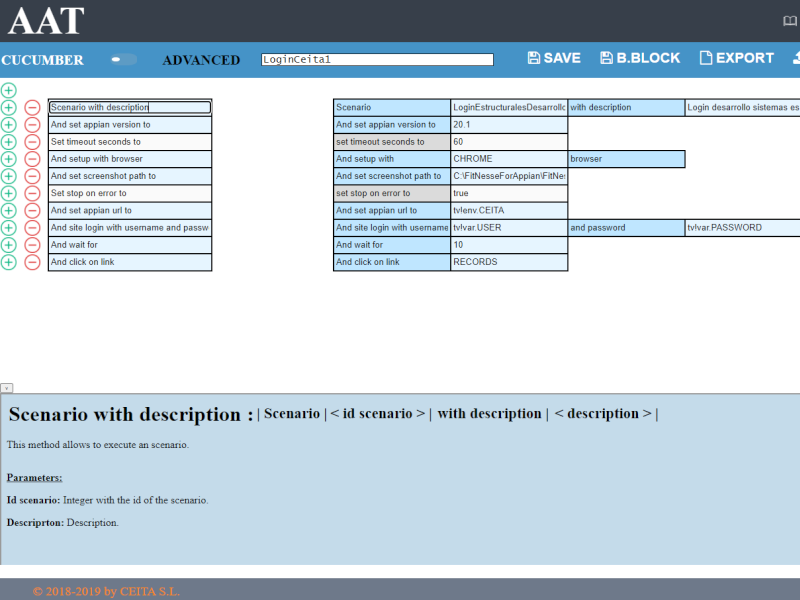 AAT
CUCUMBER ADVANCED LoginCeita1 SAVE B.BLOCK EXPORT
Scenario with description Scenario LoginEstructuralesDesarrollo with description Login desarrollo sistemas es
And set appian version to And set appian version to 20.1
Set timeout seconds to set timeout seconds to 60
And setup with browser And setup with CHROME browser
And set screenshot path to And set screenshot path to C:\FitNesseForAppian\FitNes
Set stop on error to set stop on error to true
And set appian url to And set appian url to tv!env.CEITA
And site login with username and passw And site login with username tv!var.USER and password tv!var.PASSWORD
And wait for And wait for 10
And click on link And click on link RECORDS
Scenario with description : | Scenario | < id scenario > | with description | < description > |
This method allows to execute an scenario.
Parameters:
Id scenario: Integer with the id of the scenario.
Descriprton: Description.
© 2018-2019 by CEITA S.L.